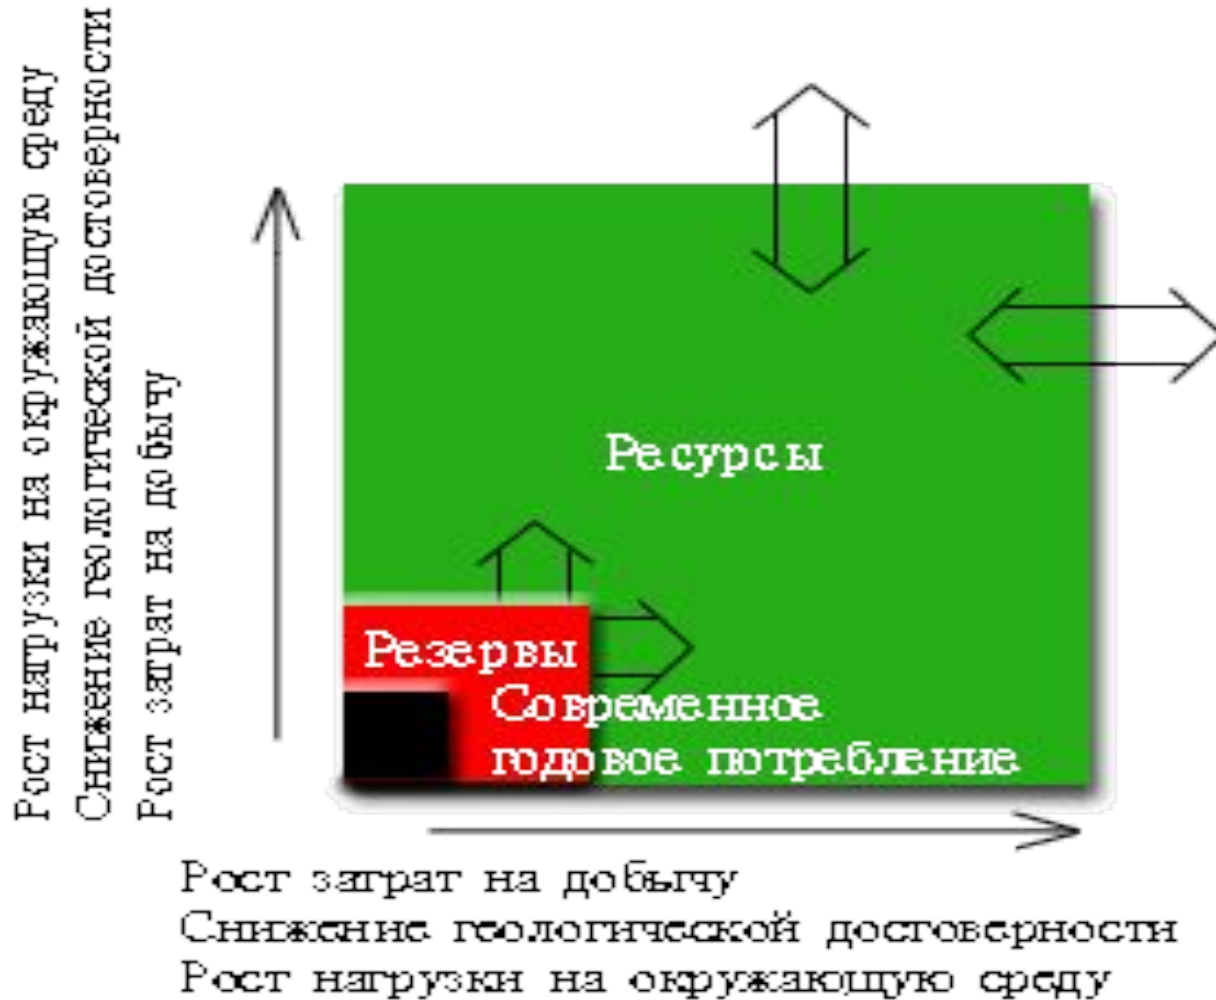 Рост нагрузки на окружающую среду
Снижение геологической достоверности
Рост затрат на добычу
Ресурсы
Резервы
Современное
годовое потребление
Рост затрат на добычу
Снижение геологической достоверности
Рост нагрузки на окружающую среду